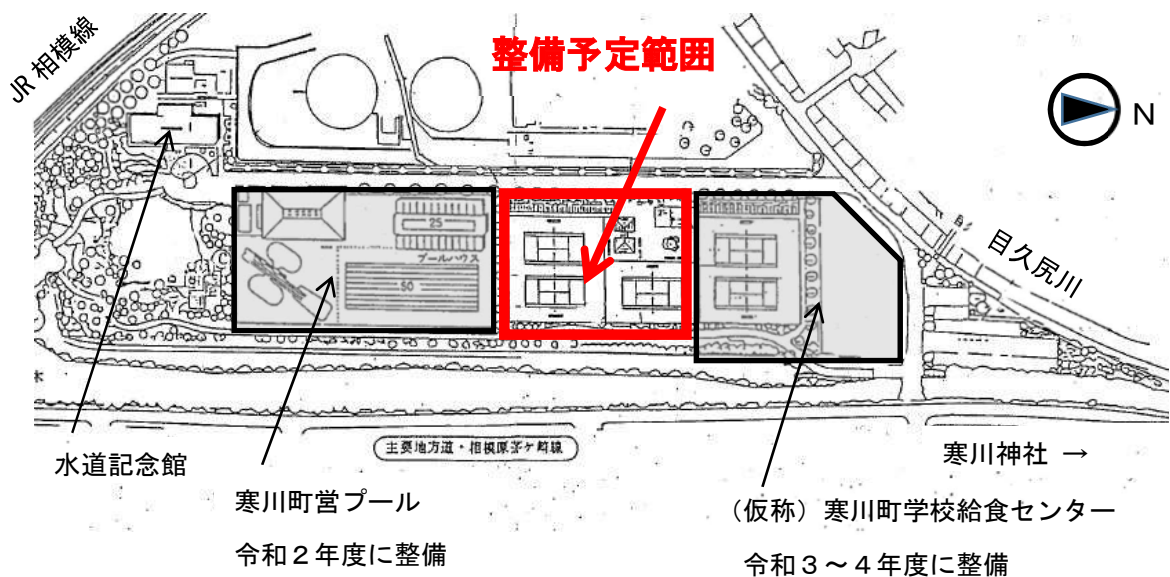 JR 相模線
整備予定範囲
N
25
プールハウス
50
目久尻川
主要地方道・相模原茅ケ崎線
水道記念館
寒川神社 →
寒川町営プール
(仮称)寒川町学校給食センター
令和2年度に整備
令和3~4年度に整備